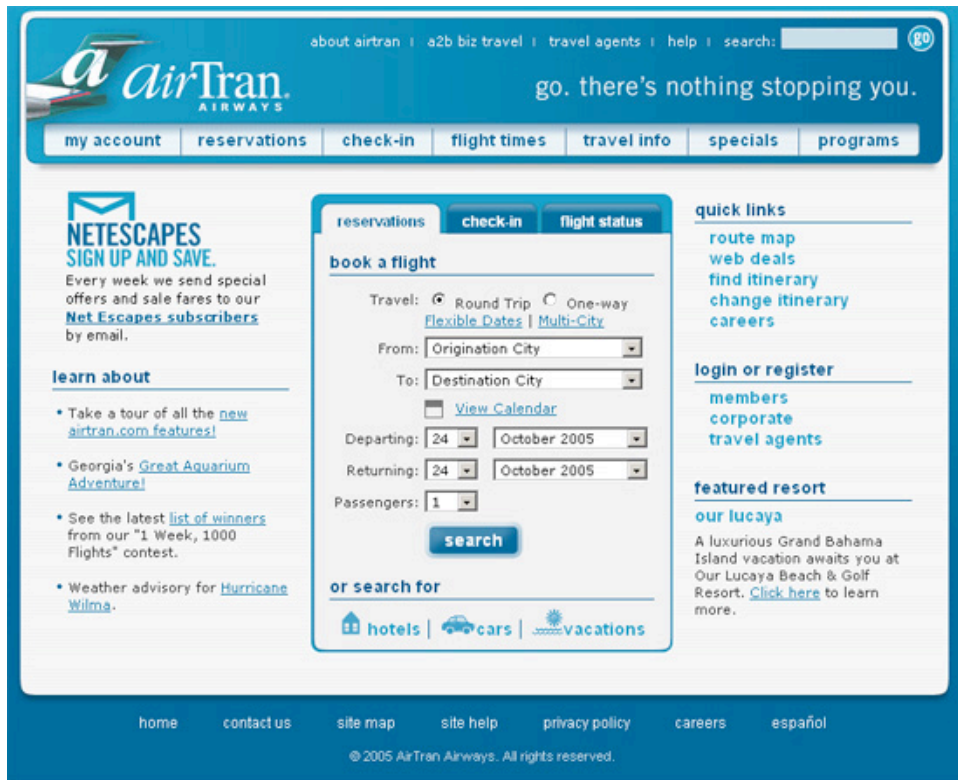 about airtran | a2b biz travel | travel agents | help | search: go
a airTran.
AIRWAYS
go. there's nothing stopping you.
my account reservations check-in flight times travel info specials programs
NETESCAPES
SIGN UP AND SAVE.
Every week we send special
offers and sale fares to our
Net Escapes subscribers
by email.
learn about
• Take a tour of all the new
airtran.com features!
• Georgia's Great Aquarium
Adventure!
• See the latest list of winners
from our "1 Week, 1000
Flights" contest.
• Weather advisory for Hurricane
Wilma.
reservations check-in flight status
book a flight
Travel: Round Trip One-way
Flexible Dates | Multi-City
From: Origination City
To: Destination City
View Calendar
Departing: 24 October 2005
Returning: 24 October 2005
Passengers: 1
search
or search for
hotels | cars | vacations
quick links
route map
web deals
find itinerary
change itinerary
careers
login or register
members
corporate
travel agents
featured resort
our lucaya
A luxurious Grand Bahama
Island vacation awaits you at
Our Lucaya Beach & Golf
Resort. Click here to learn
more.
home contact us site map site help privacy policy careers español
© 2005 AirTran Airways. All rights reserved.